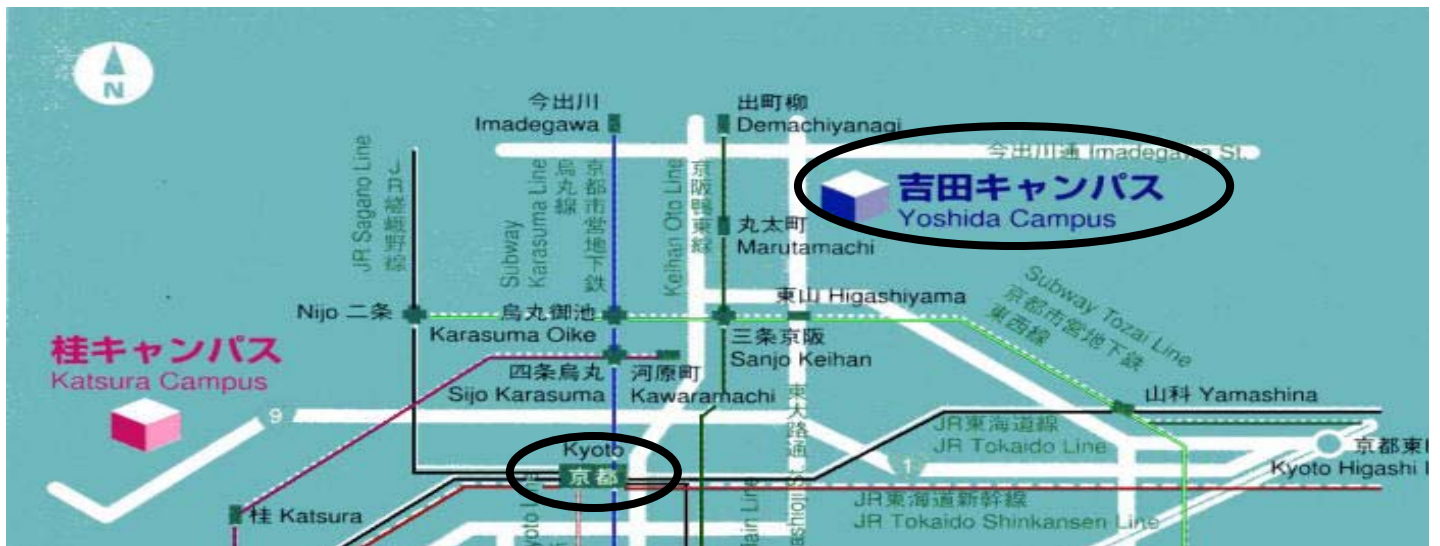 N
今出川
Imadegawa
出町柳
Demachiyanagi
今出川通 Imadegawa St.
吉田キャンパス
Yoshida Campus
JR Sagano Line
JR嵯峨野線
Subway
Karasuma Line
烏丸線
京都市営地下鉄
Keihan Oto Line
京阪鴨東線
丸太町
Marutamachi
東山 Higashiyama
Subway Tozai Line
京都市営地下鉄
東西線
Nijo 二条
烏丸御池
Karasuma Oike
三条京阪
Sanjo Keihan
桂キャンパス
Katsura Campus
四条烏丸
Sijo Karasuma
河原町
Kawaramachi
山科 Yamashina
東大路通
9
1
JR東海道線
JR Tokaido Line
京都東
Kyoto Higashi
Kyoto
京都
桂 Katsura
JR東海道新幹線
JR Tokaido Shinkansen Line
Line